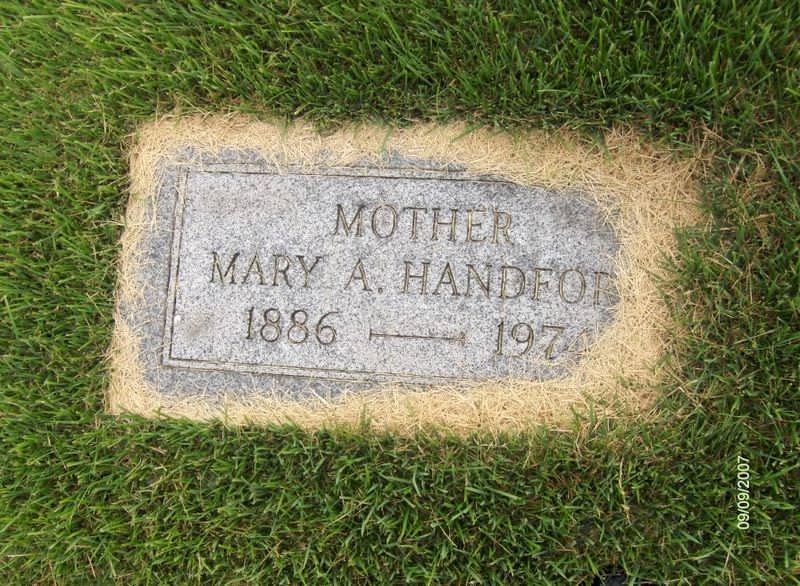 MOTHER
MARY A. HANDFOR
1886 — 197
09/09/2007